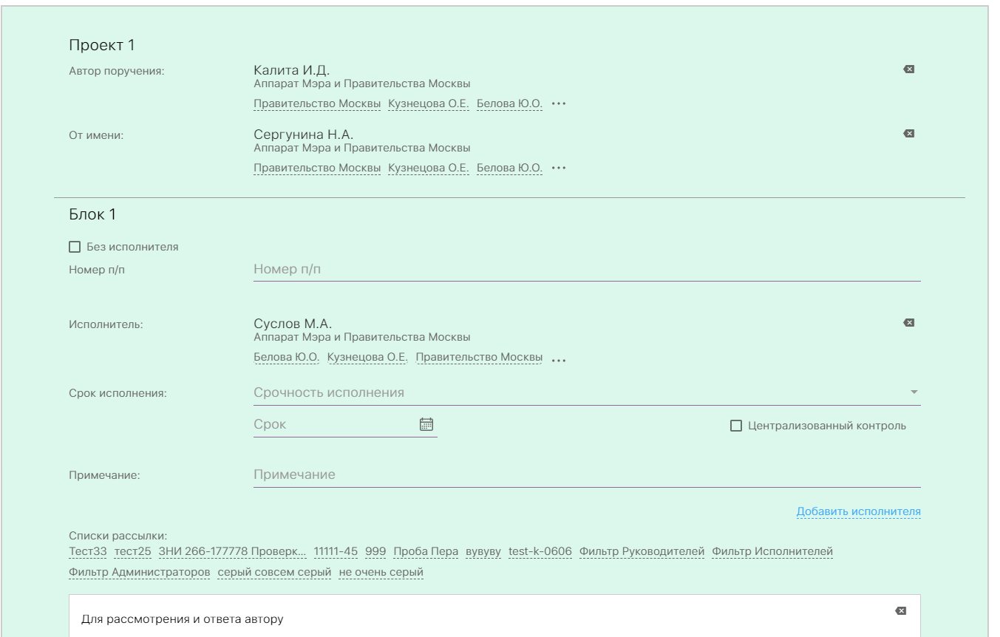 Проект 1
Автор поручения:
Калита И.Д.
Аппарат Мэра и Правительства Москвы
Правительство Москвы Кузнецова О.Е. Белова Ю.О. •••
От имени:
Сергунина Н.А.
Аппарат Мэра и Правительства Москвы
Правительство Москвы Кузнецова О.Е. Белова Ю.О. •••
Блок 1
Без исполнителя
Номер п/п Номер п/п
Исполнитель:
Суслов М.А.
Аппарат Мэра и Правительства Москвы
Белова Ю.О. Кузнецова О.Е. Правительство Москвы •••
Срок исполнения: Срочность исполнения
Срок Централизованный контроль
Примечание: Примечание
Добавить исполнителя
Списки рассылки:
Тест33 тест25 ЗНИ 266-177778 Проверк... 11111-45 999 Проба Пера вувуву test-k-0606 Фильтр Руководителей Фильтр Исполнителей
Фильтр Администраторов серый совсем серый не очень серый
Для рассмотрения и ответа автору